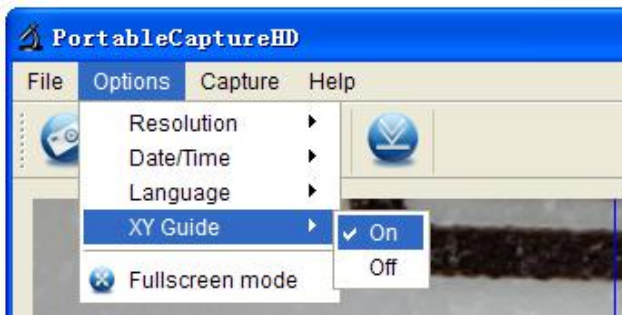 PortableCaptureHD
File Options Capture Help
Resolution
Date/Time
Language
XY Guide
On
Off
Fullscreen mode